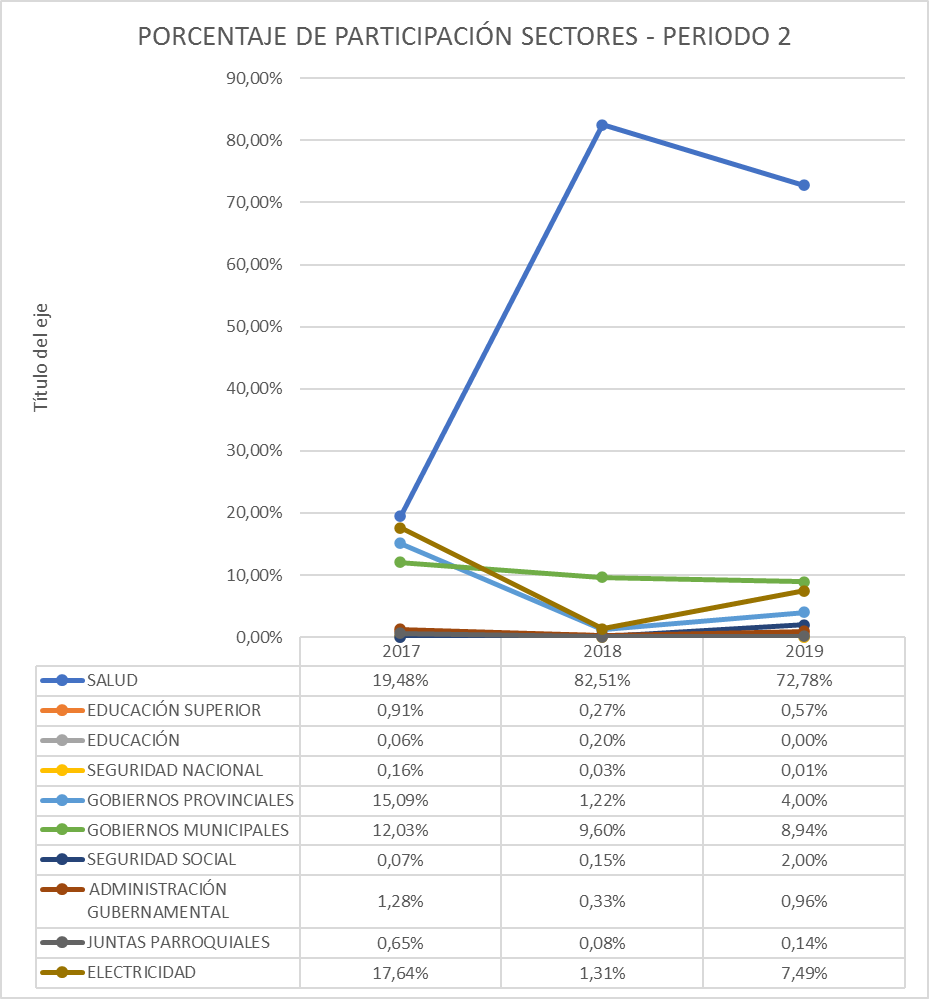 PORCENTAJE DE PARTICIPACIÓN SECTORES - PERIODO 2
90,00%
80,00%
70,00%
60,00%
50,00%
40,00%
30,00%
20,00%
10,00%
0,00%
Título del eje
2017 2018 2019
SALUD 19,48% 82,51% 72,78%
EDUCACIÓN SUPERIOR 0,91% 0,27% 0,57%
EDUCACIÓN 0,06% 0,20% 0,00%
SEGURIDAD NACIONAL 0,16% 0,03% 0,01%
GOBIERNOS PROVINCIALES 15,09% 1,22% 4,00%
GOBIERNOS MUNICIPALES 12,03% 9,60% 8,94%
SEGURIDAD SOCIAL 0,07% 0,15% 2,00%
ADMINISTRACIÓN
GUBERNAMENTAL 1,28% 0,33% 0,96%
JUNTAS PARROQUIALES 0,65% 0,08% 0,14%
ELECTRICIDAD 17,64% 1,31% 7,49%